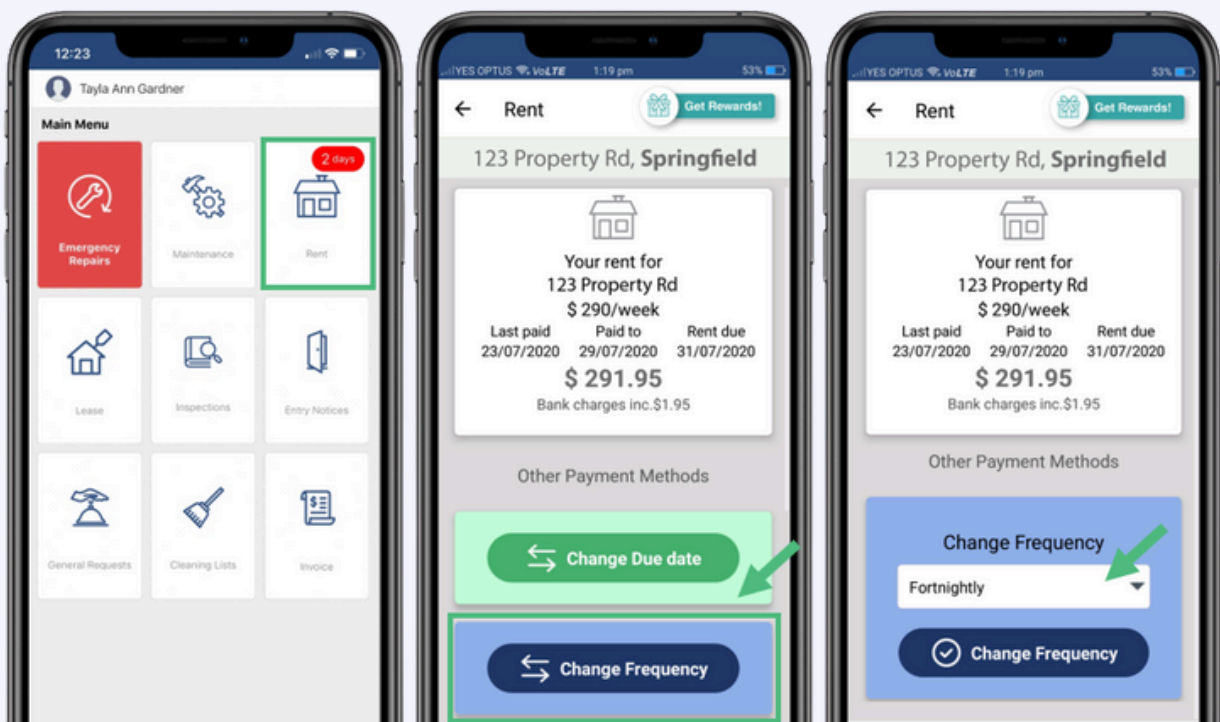 12:23
Tayla Ann Gardner
Main Menu
2 days
Emergency
Repairs
Maintenance
Rent
Lease
Inspections
Entry Notices
General Requests
Cleaning Lists
Invoice
YES OPTUS VoLTE 1:19 pm 53%
Rent
Get Rewards!
123 Property Rd, Springfield
Your rent for
123 Property Rd
$ 290/week
Last paid Paid to Rent due
23/07/2020 29/07/2020 31/07/2020
$ 291.95
Bank charges inc.$1.95
Other Payment Methods
Change Due date
Change Frequency
YES OPTUS VoLTE 1:19 pm 53%
Rent
Get Rewards!
123 Property Rd, Springfield
Your rent for
123 Property Rd
$ 290/week
Last paid Paid to Rent due
23/07/2020 29/07/2020 31/07/2020
$ 291.95
Bank charges inc.$1.95
Other Payment Methods
Change Frequency
Fortnightly
Change Frequency